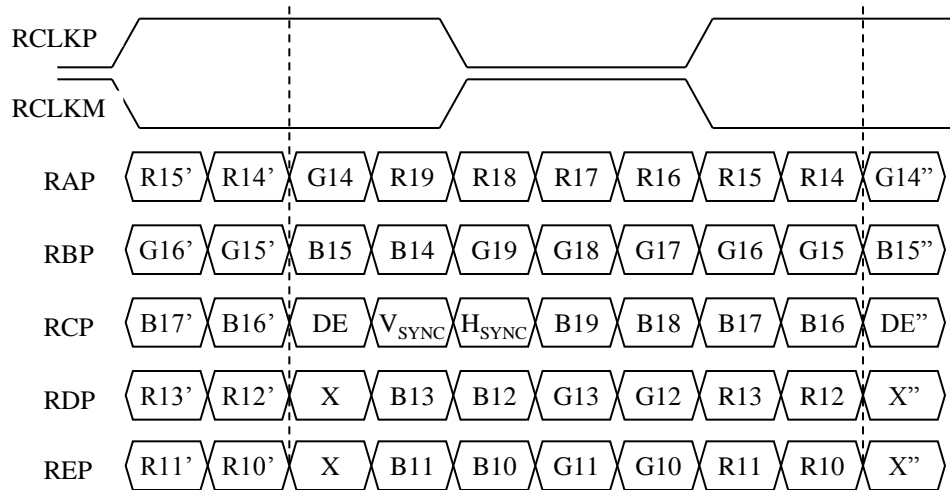 RCLKP
RCLKM
RAP R15’ R14’ G14 R19 R18 R17 R16 R15 R14 G14”
RBP G16’ G15’ B15 B14 G19 G18 G17 G16 G15 B15”
RCP B17’ B16’ DE VSYNC HSYNC B19 B18 B17 B16 DE”
RDP R13’ R12’ X B13 B12 G13 G12 R13 R12 X”
REP R11’ R10’ X B11 B10 G11 G10 R11 R10 X”